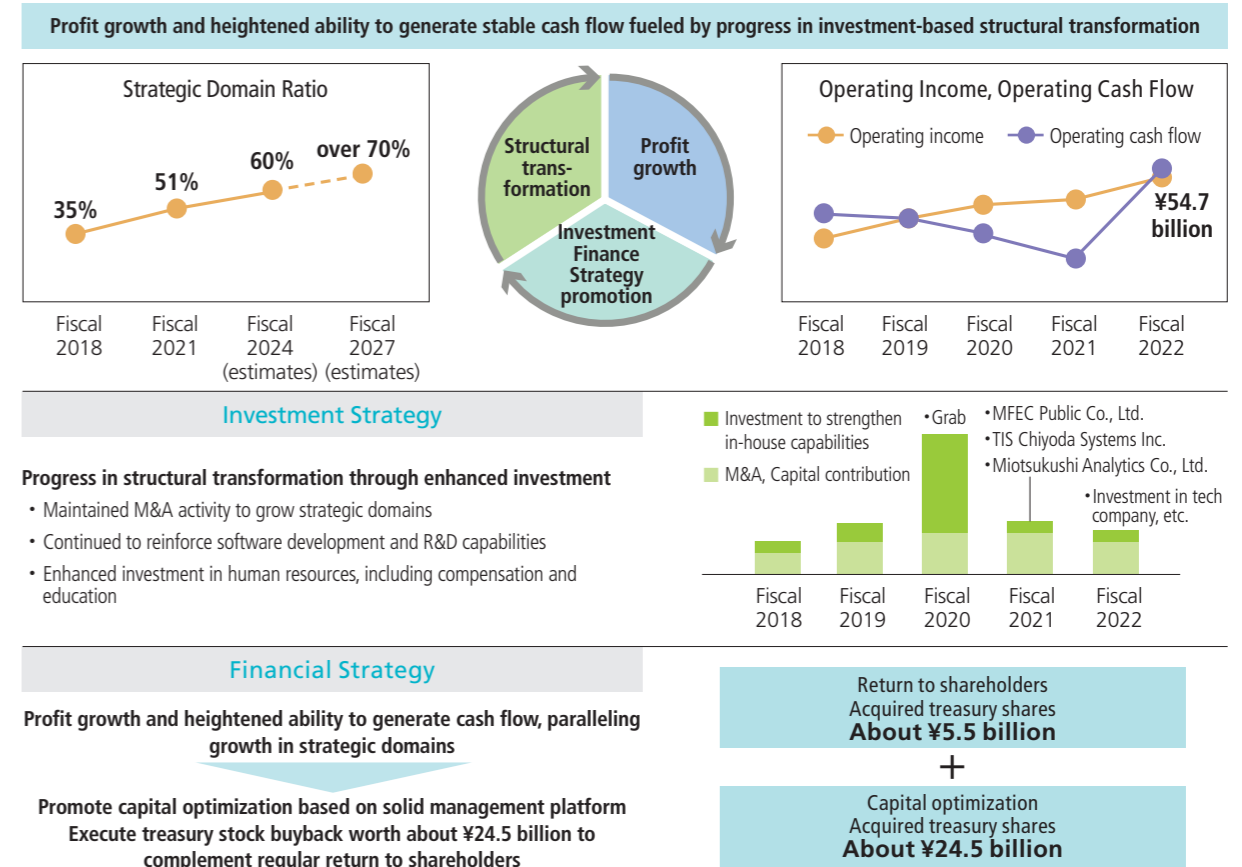 Profit growth and heightened ability to generate stable cash flow fueled by progress in investment-based structural transformation
Strategic Domain Ratio
35%
51%
60%
over 70%
Fiscal
2018
Fiscal
2021
Fiscal
2024
(estimates)
Fiscal
2027
(estimates)
Structural
trans-
formation
Profit
growth
Investment
Finance
Strategy
promotion
Operating Income, Operating Cash Flow
Operating income
Operating cash flow
¥54.7
billion
Fiscal
2018
Fiscal
2019
Fiscal
2020
Fiscal
2021
Fiscal
2022
Investment Strategy
Progress in structural transformation through enhanced investment
• Maintained M&A activity to grow strategic domains
• Continued to reinforce software development and R&D capabilities
• Enhanced investment in human resources, including compensation and
education
Investment to strengthen
in-house capabilities
M&A, Capital contribution
•Grab
•MFEC Public Co., Ltd.
•TIS Chiyoda Systems Inc.
•Miotsukushi Analytics Co., Ltd.
•Investment in tech
company, etc.
Fiscal
2018
Fiscal
2019
Fiscal
2020
Fiscal
2021
Fiscal
2022
Financial Strategy
Profit growth and heightened ability to generate cash flow, paralleling
growth in strategic domains
Promote capital optimization based on solid management platform
Execute treasury stock buyback worth about ¥24.5 billion to
complement regular return to shareholders
Return to shareholders
Acquired treasury shares
About ¥5.5 billion
+
Capital optimization
Acquired treasury shares
About ¥24.5 billion